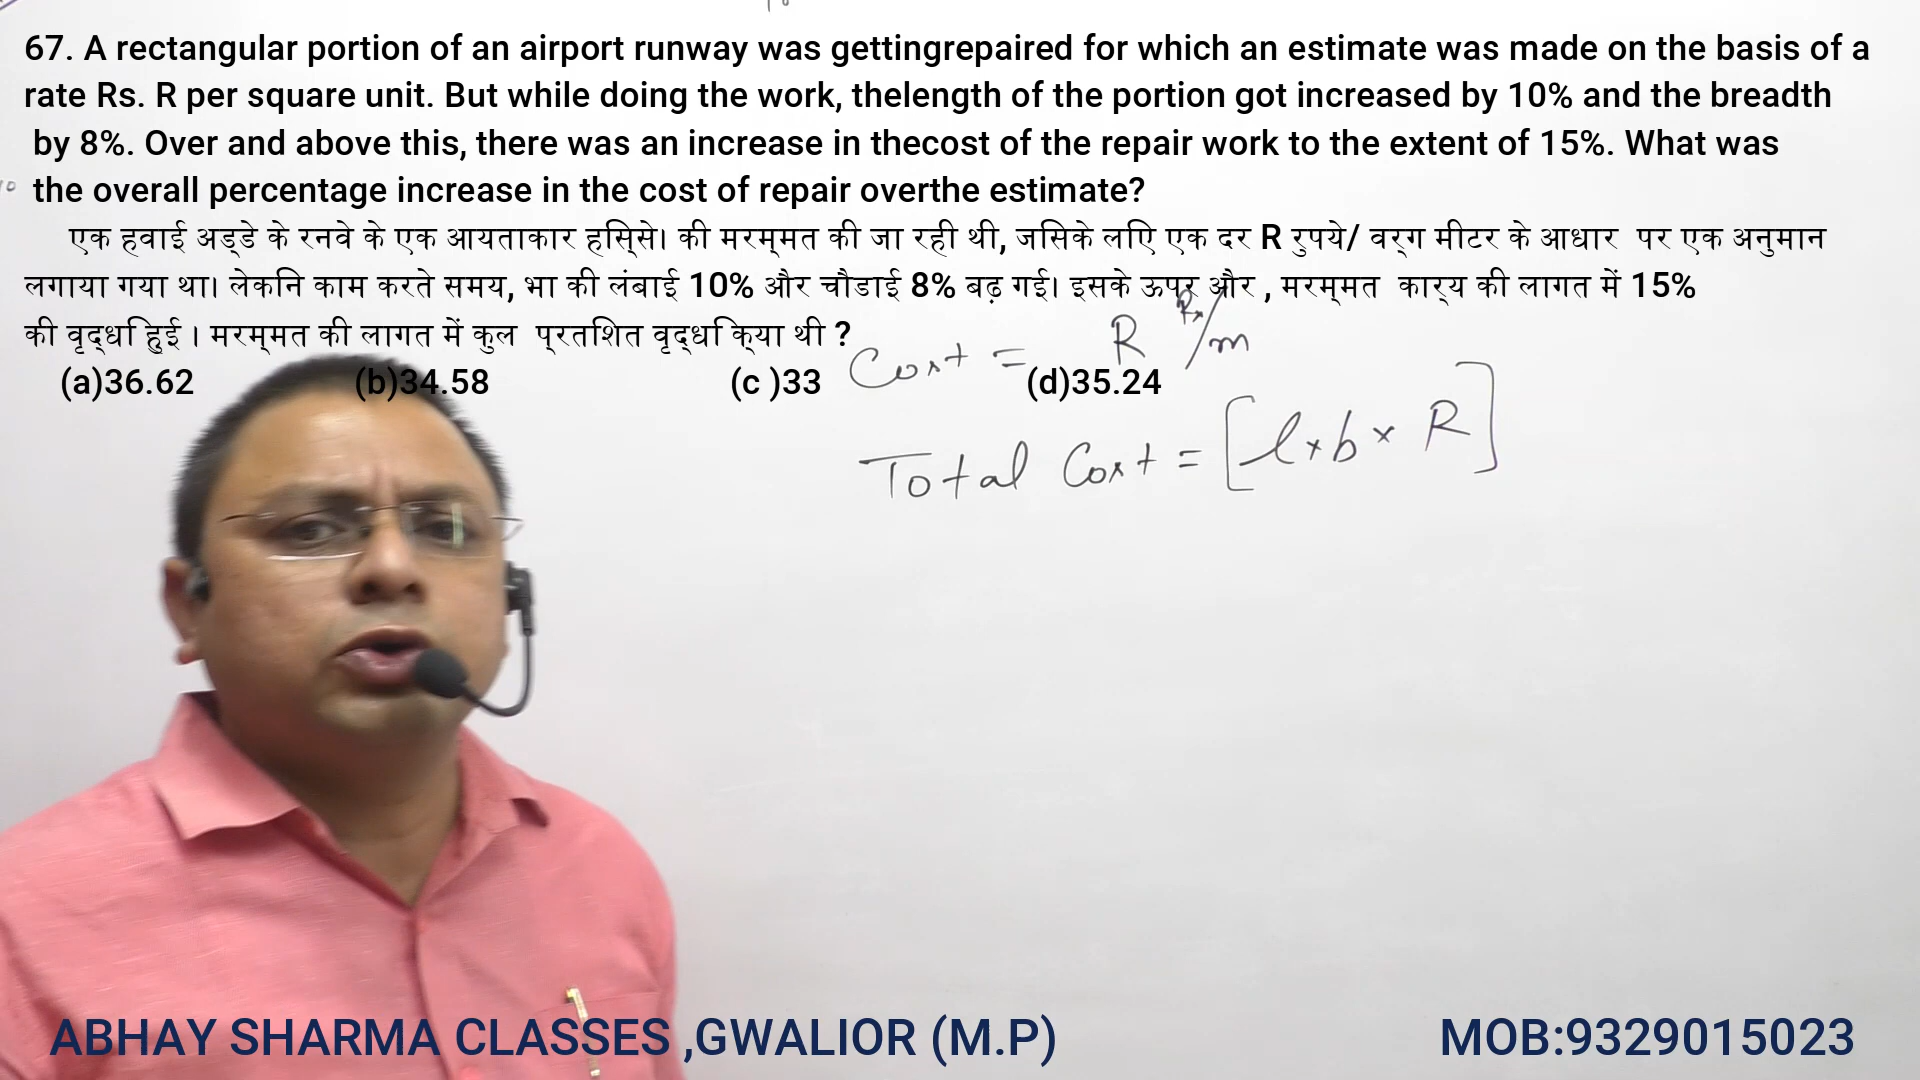 67. A rectangular portion of an airport runway was gettingrepaired for which an estimate was made on the basis of a
rate Rs. R per square unit. But while doing the work, thelength of the portion got increased by 10% and the breadth
by 8%. Over and above this, there was an increase in thecost of the repair work to the extent of 15%. What was
the overall percentage increase in the cost of repair overthe estimate?
एक हवाई अड्डे के रनवे के एक आयताकार हसि्से। की मरम्मत की जा रही थी, जसिके लएि एक दर R रुपये/ वर्ग मीटर के आधार पर एक अनुमान
लगाया गया था। लेकनि काम करते समय, भा की लंबाई 10% और चौडाई 8% बढ़ गई। इसके ऊपर और , मरम्मत कार्य की लागत में 15%
की वृद्धा हुिई । मरम्मत की लागत में कुल प्रतशित वृद्धा क्यिा थी ?
(a)36.62 (b)34.58 (c )33 (d)35.24
Cost = R Rs/m
Total Cost = [l×b×R]
ABHAY SHARMA CLASSES ,GWALIOR (M.P) MOB:9329015023